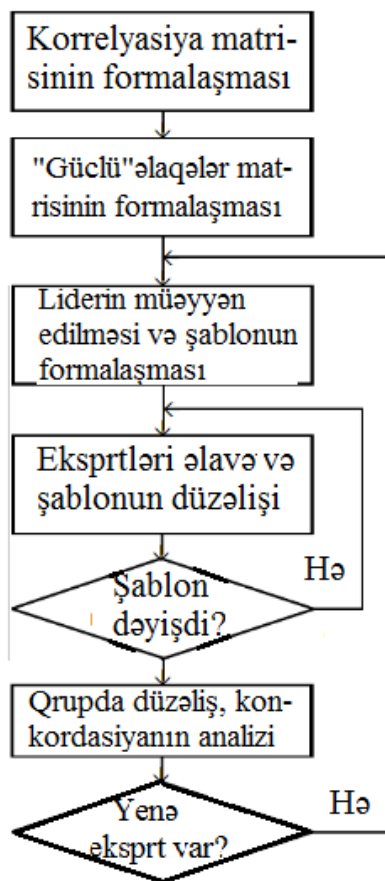 Korrelyasiya matri-
sinin formalaşması
"Güclü"əlaqələr mat-
risinin formalaşması
Liderin müəyyən
edilməsi və şablonun
formalaşması
Eksprtləri əlavə və
şablonun düzəlişi
Hə
Şablon
dəyişdi?
Qrupda düzəliş, kon-
kordasiyanın analizi
Hə
Yenə
eksprt var?